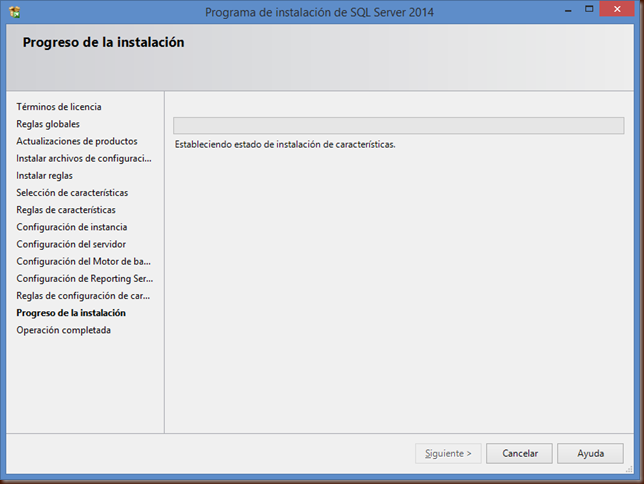 Programa de instalación de SQL Server 2014
Progreso de la instalación
Términos de licencia
Reglas globales
Actualizaciones de productos
Instalar archivos de configuraci...
Instalar reglas
Selección de características
Reglas de características
Configuración de instancia
Configuración del servidor
Configuración del Motor de ba...
Configuración de Reporting Ser...
Reglas de configuración de car...
Progreso de la instalación
Operación completada
Estableciendo estado de instalación de características.
Siguiente >
Cancelar
Ayuda